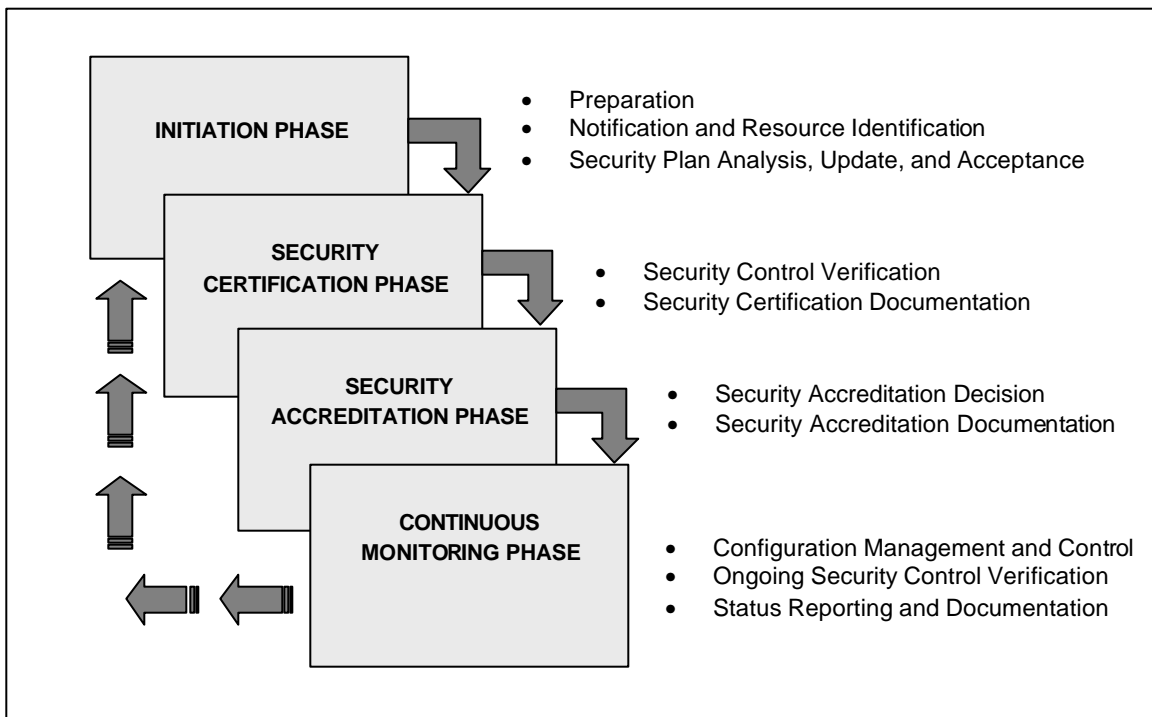 INITIATION PHASE
• Preparation
• Notification and Resource Identification
• Security Plan Analysis, Update, and Acceptance
SECURITY
CERTIFICATION PHASE
• Security Control Verification
• Security Certification Documentation
SECURITY
ACCREDITATION PHASE
• Security Accreditation Decision
• Security Accreditation Documentation
CONTINUOUS
MONITORING PHASE
• Configuration Management and Control
• Ongoing Security Control Verification
• Status Reporting and Documentation